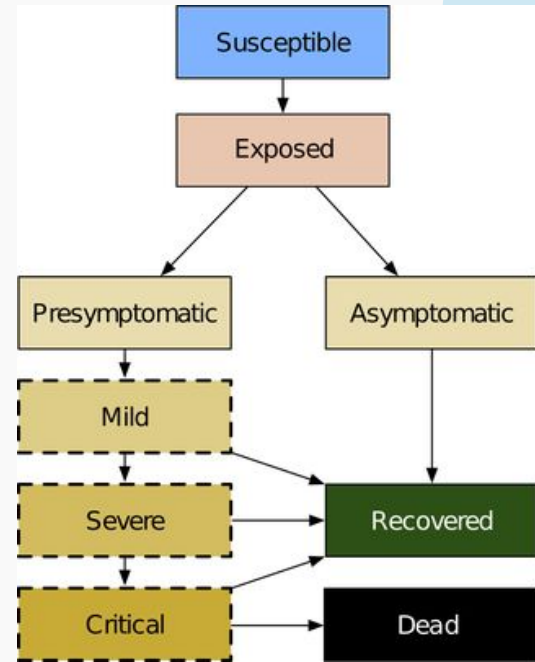 Susceptible
Exposed
Presymptomatic
Asymptomatic
Mild
Severe
Recovered
Critical
Dead